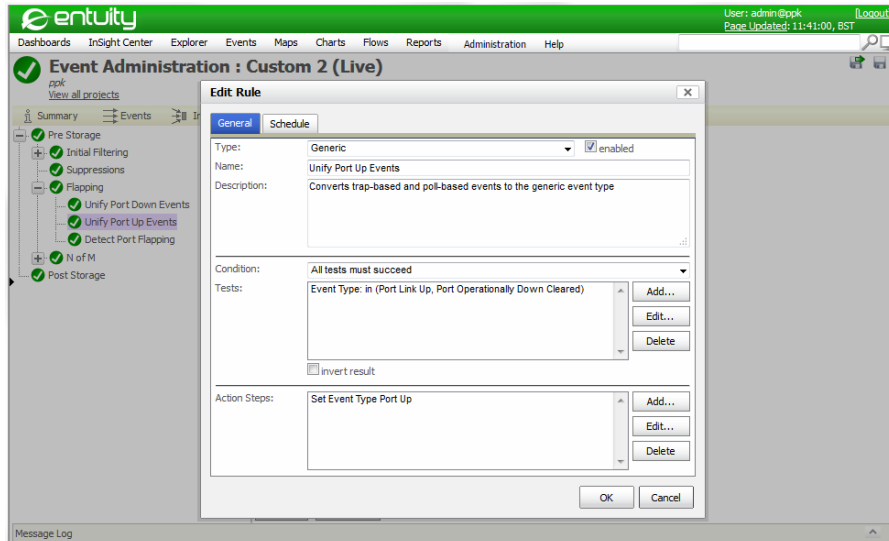 entuity
User: admin@ppk
[Logout
Page Updated: 11:41:00, BST
Dashboards InSight Center Explorer Events Maps Charts Flows Reports Administration Help
Event Administration : Custom 2 (Live)
ppk
View all projects
Summary Events
Edit Rule
General Schedule
Pre Storage
Initial Filtering
Suppressions
Flapping
Unify Port Down Events
Unify Port Up Events
Detect Port Flapping
N of M
Post Storage
Type: Generic enabled
Name: Unify Port Up Events
Description: Converts trap-based and poll-based events to the generic event type
Condition: All tests must succeed
Tests: Event Type: in (Port Link Up, Port Operationally Down Cleared)
Add...
Edit...
Delete
invert result
Action Steps: Set Event Type Port Up
Add...
Edit...
Delete
OK Cancel
Message Log